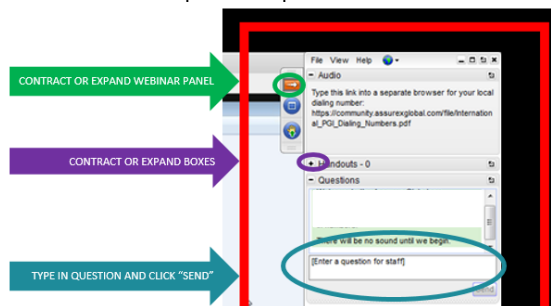 File View Help
CONTRACT OR EXPAND WEBINAR PANEL
- Audio
Type this link into a separate browser for your local
dialing number:
https://community.assurexglobal.com/file/Internation
al_PGI_Dialing_Numbers.pdf
CONTRACT OR EXPAND BOXES
+ Handouts - 0
- Questions
There will be no sound until we begin.
[Enter a question for staff]
TYPE IN QUESTION AND CLICK "SEND"
Send